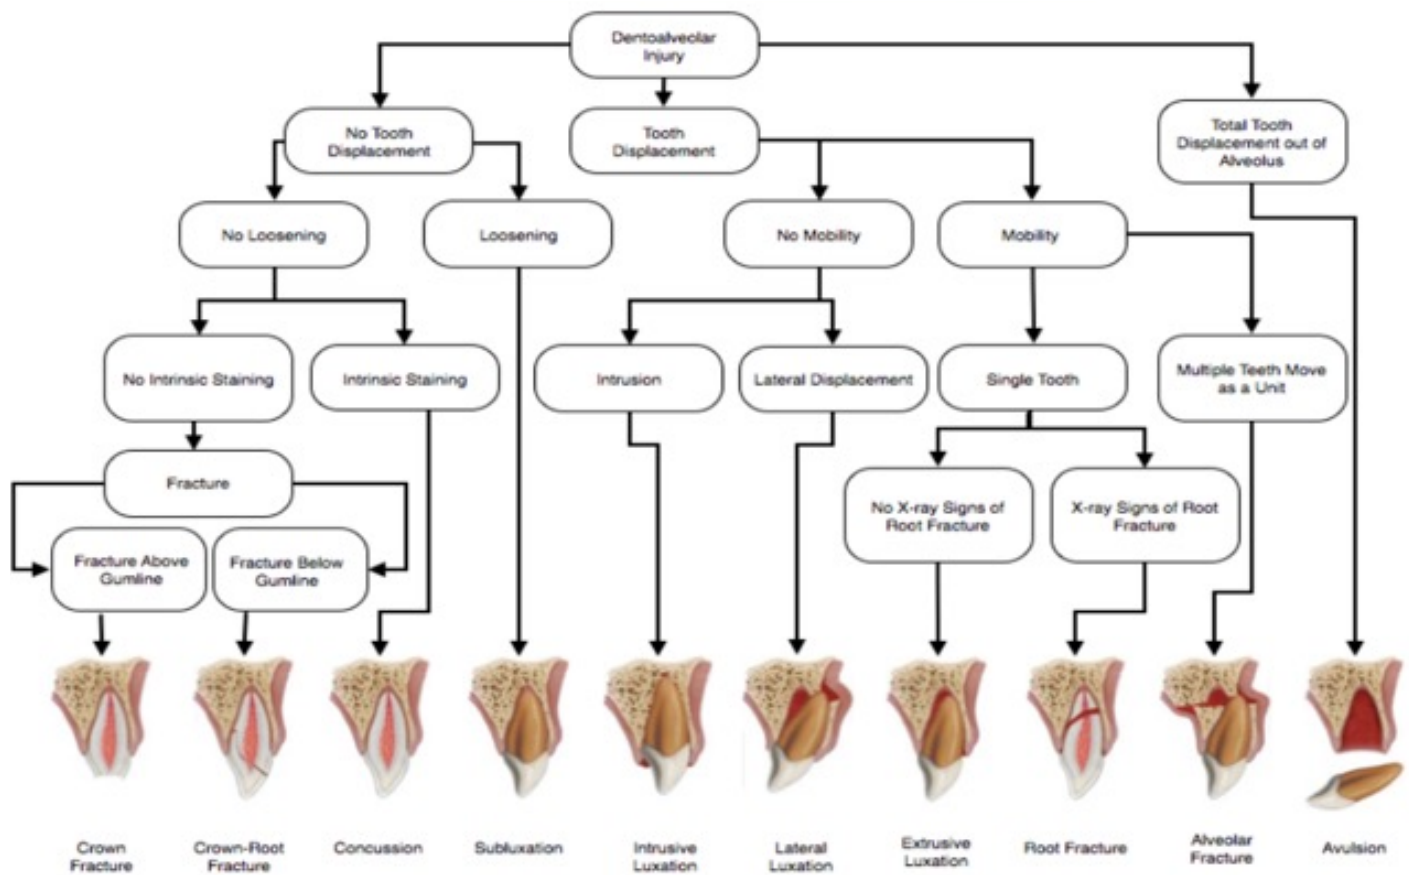 Dentoalveolar
Injury
No Tooth
Displacement
Tooth
Displacement
Total Tooth
Displacement out of
Alveolus
No Loosening
Loosening
No Mobility
Mobility
No Intrinsic Staining
Intrinsic Staining
Intrusion
Lateral Displacement
Single Tooth
Multiple Teeth Move
as a Unit
Fracture
No X-ray Signs of
Root Fracture
X-ray Signs of Root
Fracture
Fracture Above
Gumline
Fracture Below
Gumline
Crown
Fracture
Crown-Root
Fracture
Concussion
Subluxation
Intrusive
Luxation
Lateral
Luxation
Extrusive
Luxation
Root Fracture
Alveolar
Fracture
Avulsion